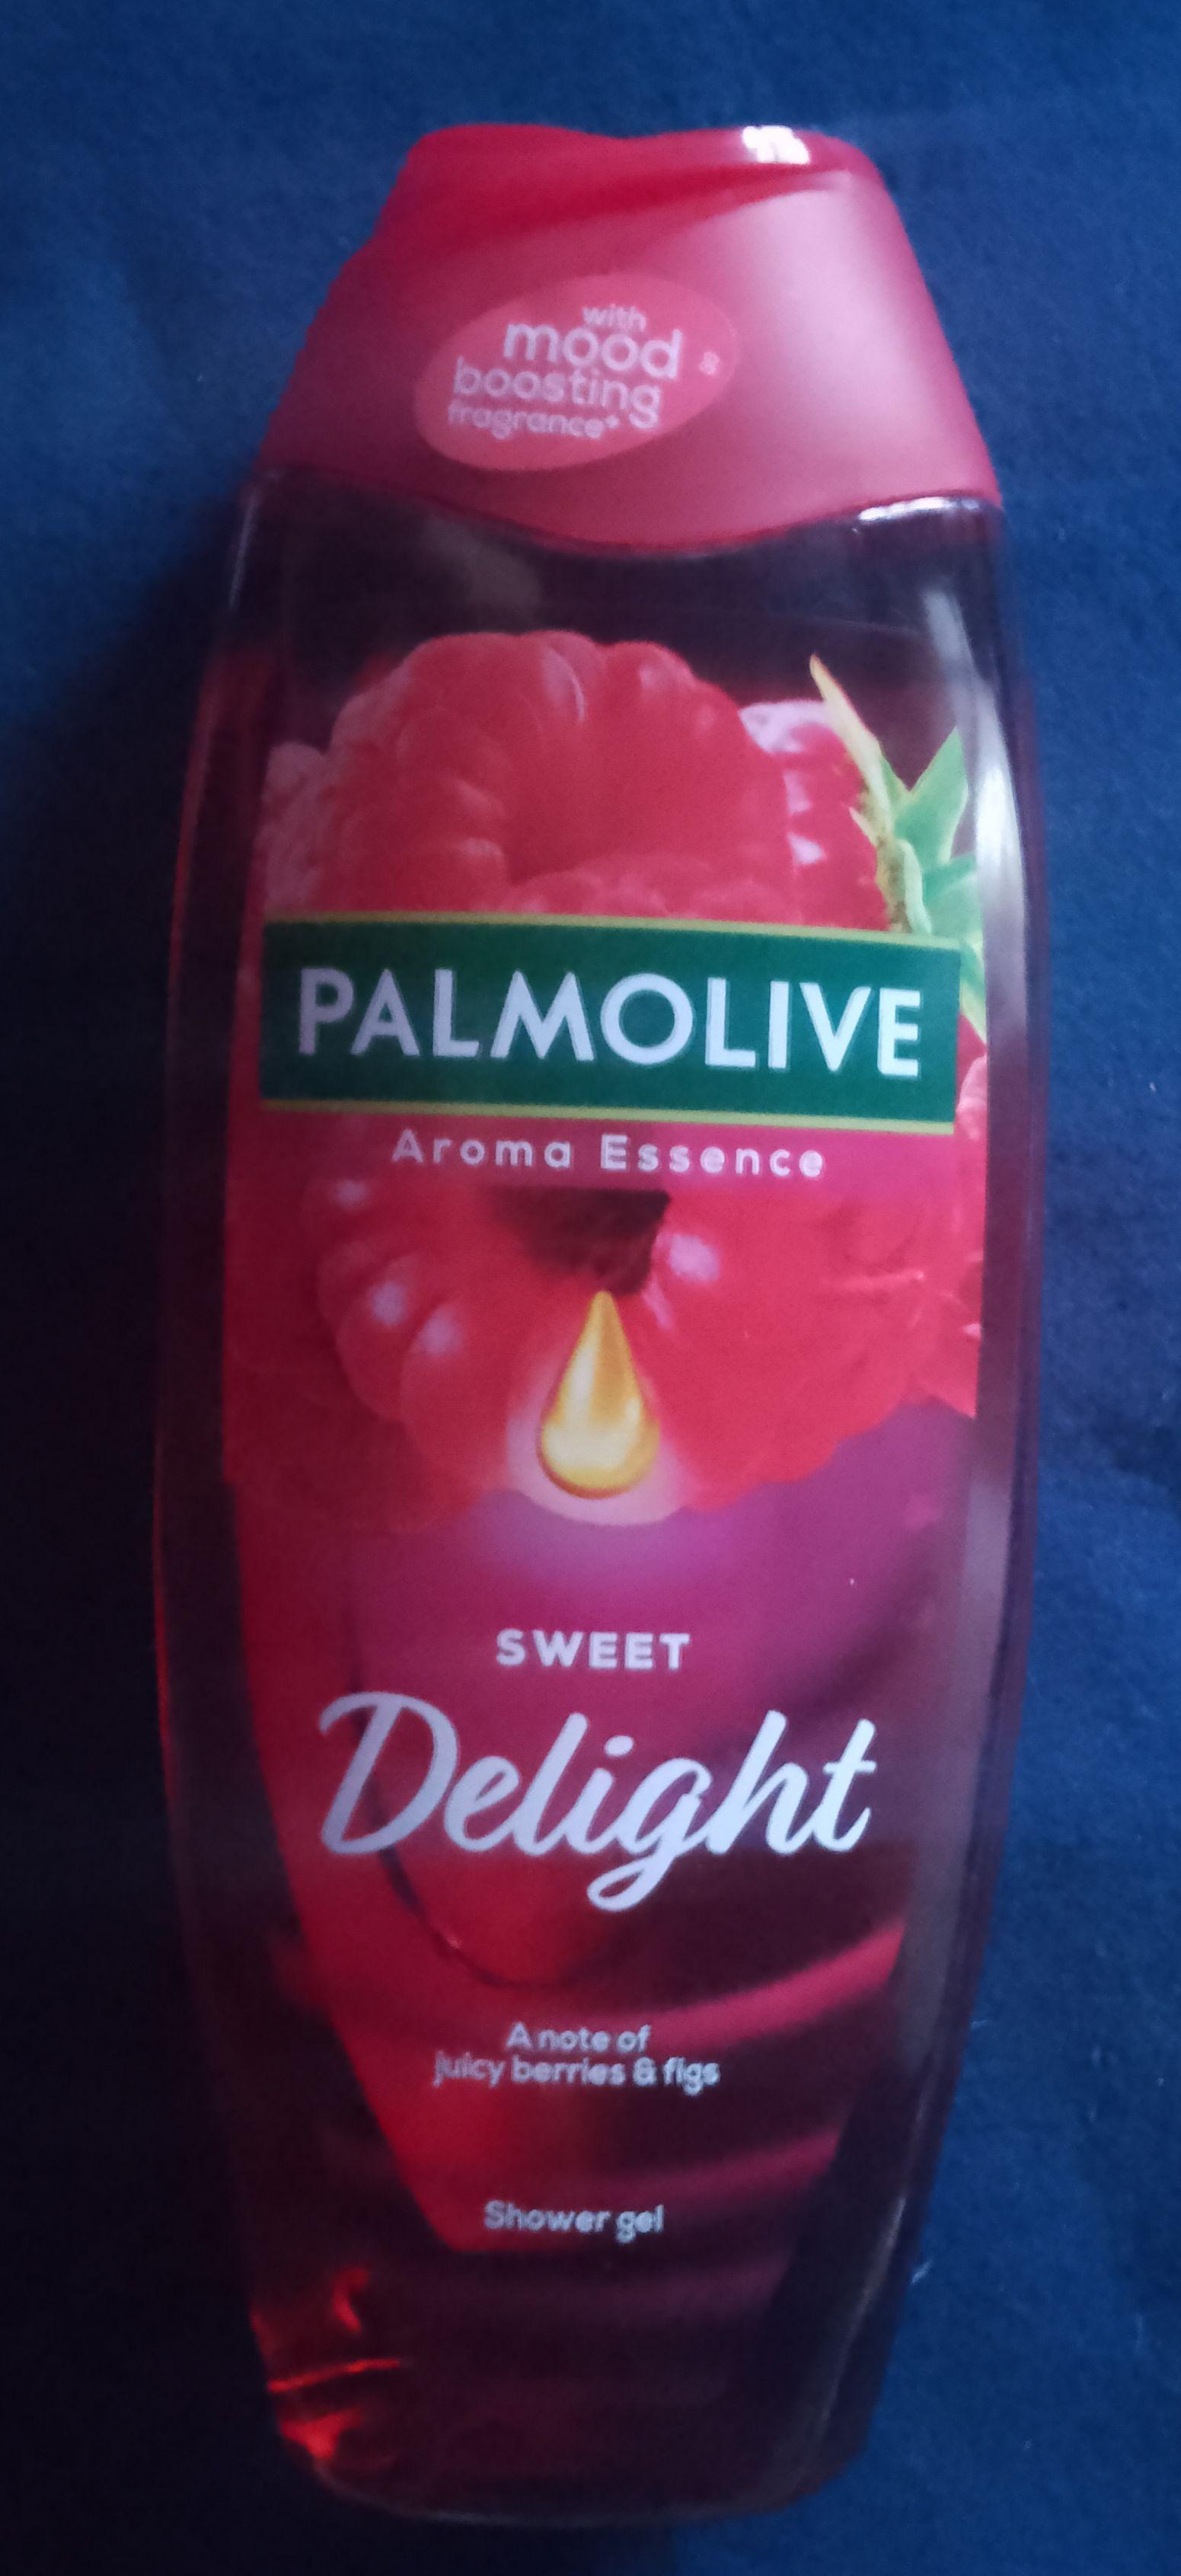 with
mood
boosting
fragrance*
PALMOLIVE
Aroma Essence
SWEET
Delight
A note of
juicy berries & figs
Shower gel